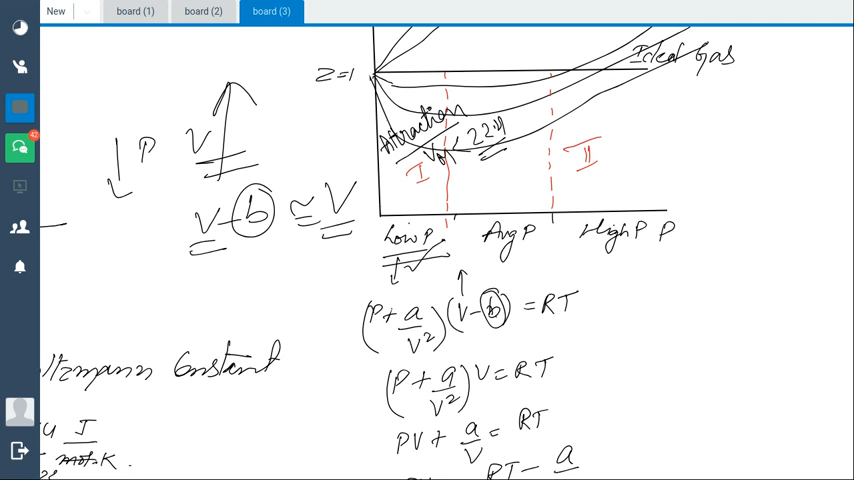 New
board (1)
board (2)
board (3)
42
Z=1
Ideal Gas
Attraction
22.4
I
II
↓ P
V ↑
V - b ≃ V
Low P
Avg P
High P P
(P + a/V²)(V - b) = RT
(P + a/V²) V = RT
PV + a/V = RT
RT - a
ltzmann Constant
J
mol.K.